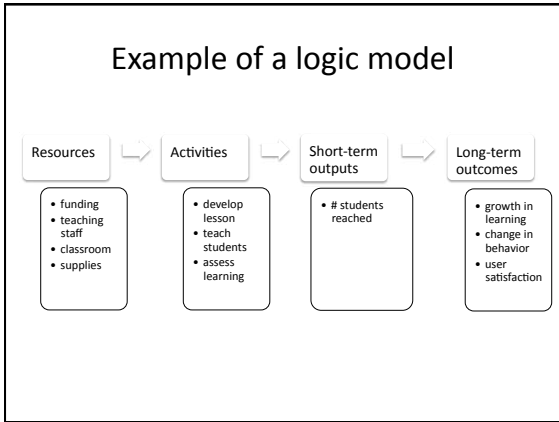 Example of a logic model
Resources
• funding
• teaching
staff
• classroom
• supplies
Activities
• develop
lesson
• teach
students
• assess
learning
Short-term
outputs
• # students
reached
Long-term
outcomes
• growth in
learning
• change in
behavior
• user
satisfaction